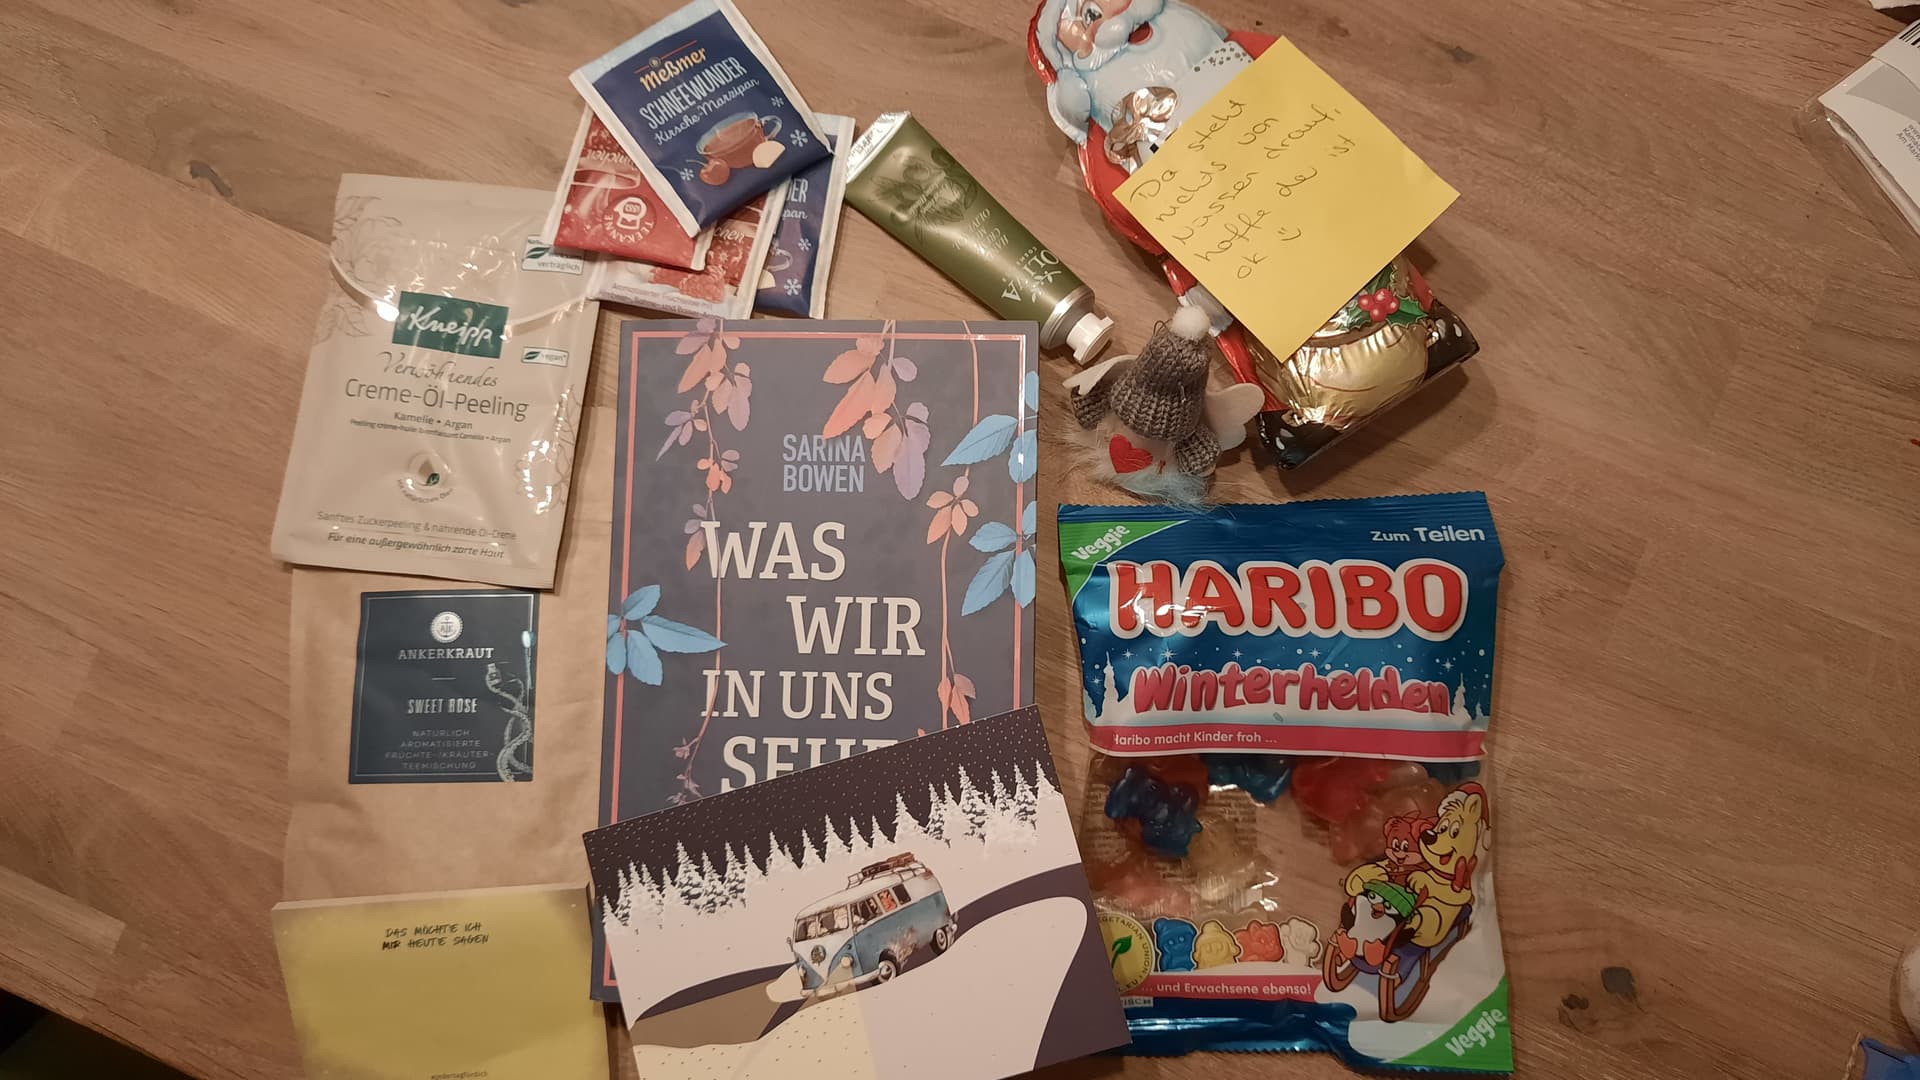 Meßmer
SCHNEEWUNDER
Kirsche-Marzipan
TEEKANNE
Da steht
nichts von
Nüssen drauf,
hoffe de ist
ok
Kneipp
Verwöhnendes
Creme-Öl-Peeling
Kamelie • Argan
vegan
Sanftes Zuckerpeeling & nährende Öl-Creme
Für eine außergewöhnlich zarte Haut
SARINA
BOWEN
WAS
WIR
IN UNS
ANKERKRAUT
SWEET ROSE
NATÜRLICH
AROMATISIERTE
FRÜCHTE-/KRÄUTER-
TEEMISCHUNG
Veggie
Zum Teilen
HARIBO
Winterhelden
Haribo macht Kinder froh ...
... und Erwachsene ebenso!
Veggie
DAS MÖCHTE ICH
MIR HEUTE SAGEN